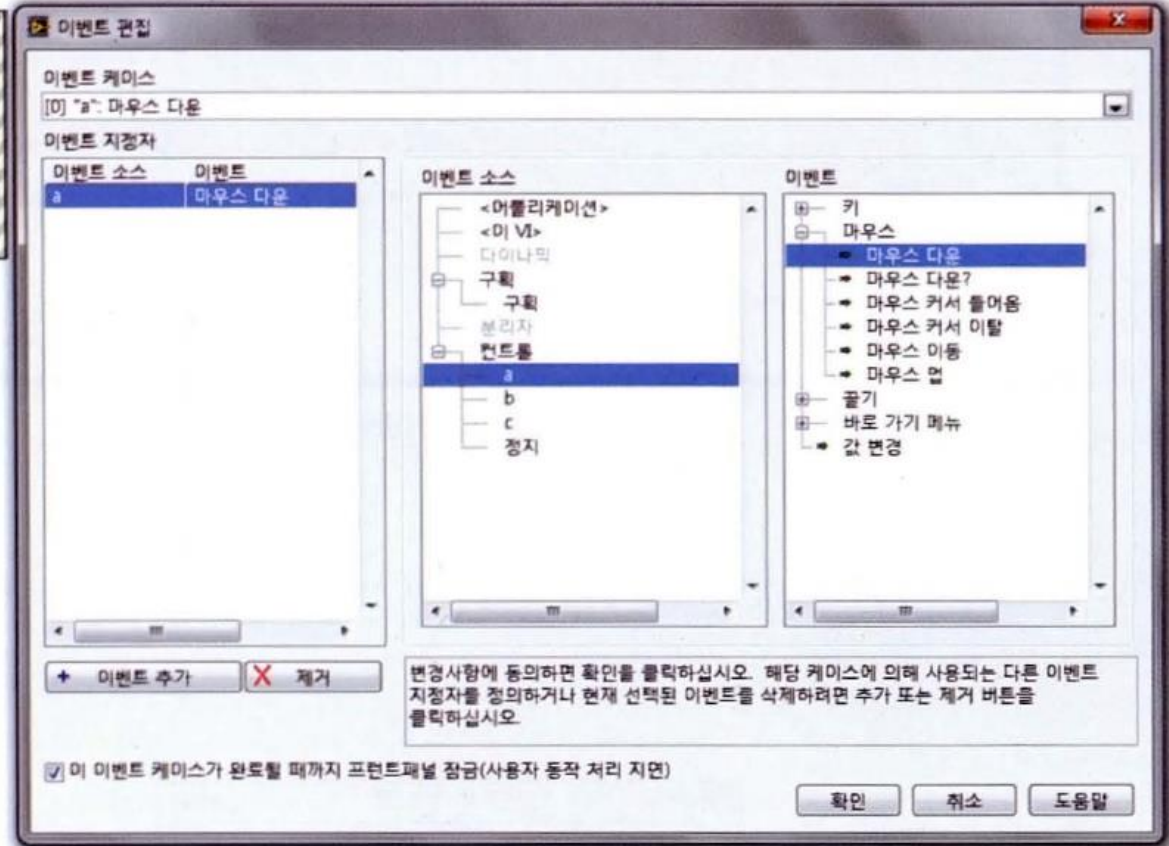 이벤트 편집
이벤트 케이스
[0] "a": 마우스 다운
이벤트 지정자
이벤트 소스 이벤트
a 마우스 다운
이벤트 소스
<어플리케이션>
<이 VI>
다이나믹
구획
구획
분리자
컨트롤
a
b
c
정지
이벤트
키
마우스
마우스 다운
마우스 다운?
마우스 커서 들어옴
마우스 커서 이탈
마우스 이동
마우스 업
끌기
바로 가기 메뉴
값 변경
+ 이벤트 추가
X 제거
변경사항에 동의하면 확인을 클릭하십시오. 해당 케이스에 의해 사용되는 다른 이벤트
지정자를 정의하거나 현재 선택된 이벤트를 삭제하려면 추가 또는 제거 버튼을
클릭하십시오.
이 이벤트 케이스가 완료될 때까지 프런트패널 잠금(사용자 동작 처리 지연)
확인 취소 도움말